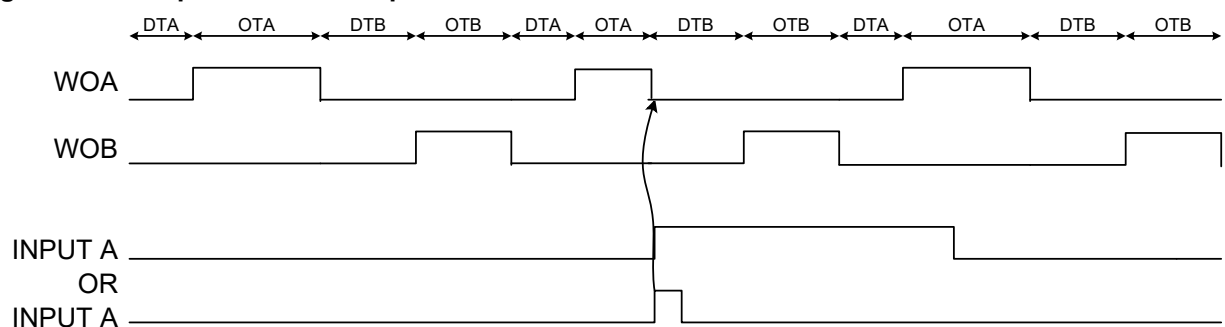 DTA OTA DTB OTB DTA OTA DTB OTB DTA OTA DTB OTB
WOA
WOB
INPUT A
OR
INPUT A